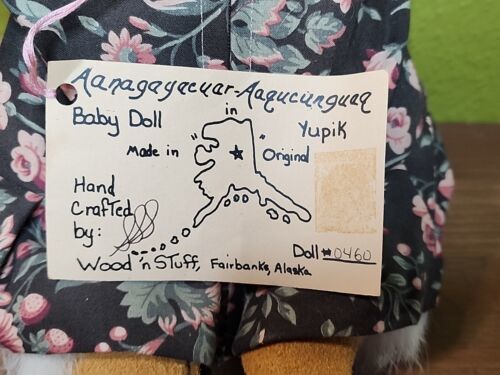 Aanagayacuar-Aaqucunguaq
Baby Doll in Yupik
Made in "Original"
Hand
Crafted
by:
Doll # 0460
Wood 'n Stuff, Fairbanks, Alaska